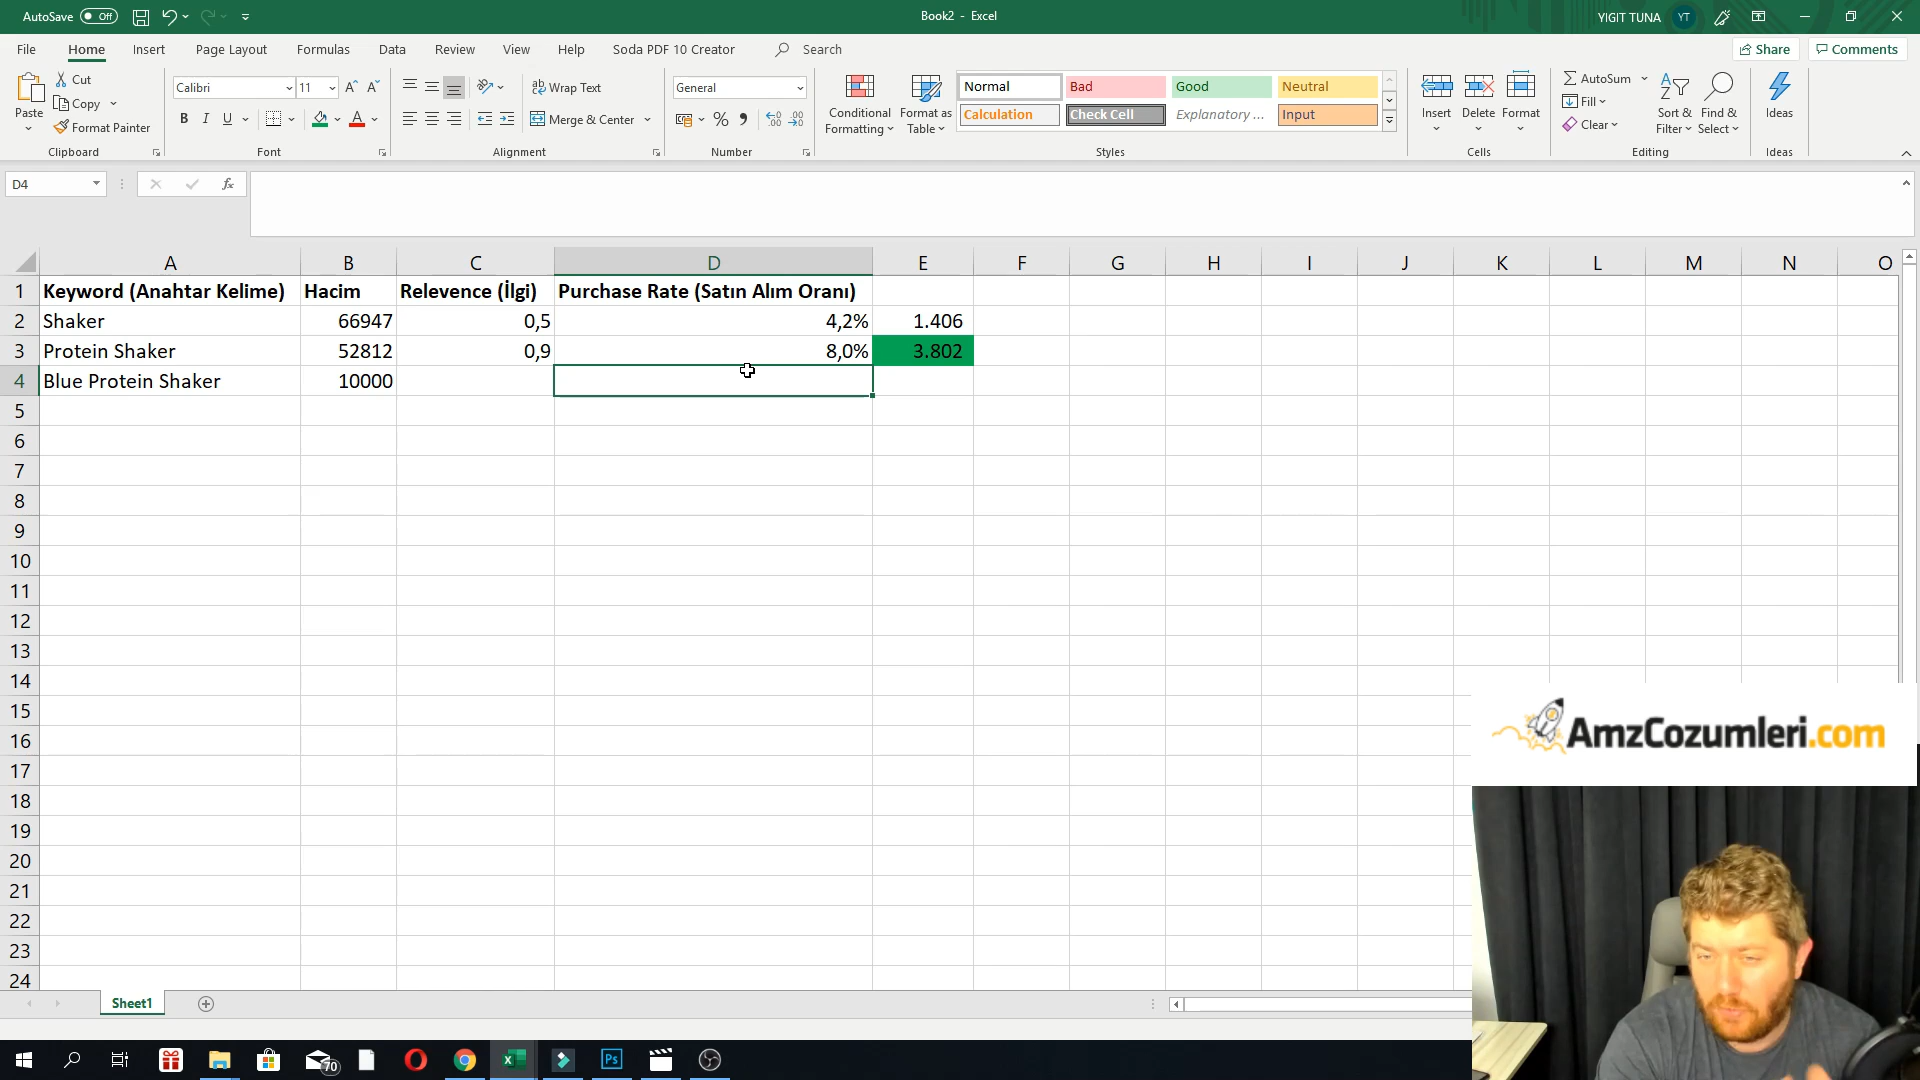 AutoSave Off Book2 - Excel YIGIT TUNA YT
File Home Insert Page Layout Formulas Data Review View Help Soda PDF 10 Creator Search Share Comments
Paste Cut Copy Format Painter
Calibri 11
B I U
Wrap Text
Merge & Center
General
% ,
Conditional Formatting
Format as Table
Normal Bad Good Neutral
Calculation Check Cell Explanatory ... Input
Insert Delete Format
AutoSum
Fill
Clear
Sort & Filter
Find & Select
Ideas
Clipboard Font Alignment Number Styles Cells Editing Ideas
D4 fx
A B C D E F G H I J K L M N O
1 Keyword (Anahtar Kelime) Hacim Relevence (İlgi) Purchase Rate (Satın Alım Oranı)
2 Shaker 66947 0,5 4,2% 1.406
3 Protein Shaker 52812 0,9 8,0% 3.802
4 Blue Protein Shaker 10000
5
6
7
8
9
10
11
12
13
14
15
16
17
18
19
20
21
22
23
24
AmzCozumleri.com
Sheet1
70
Ps